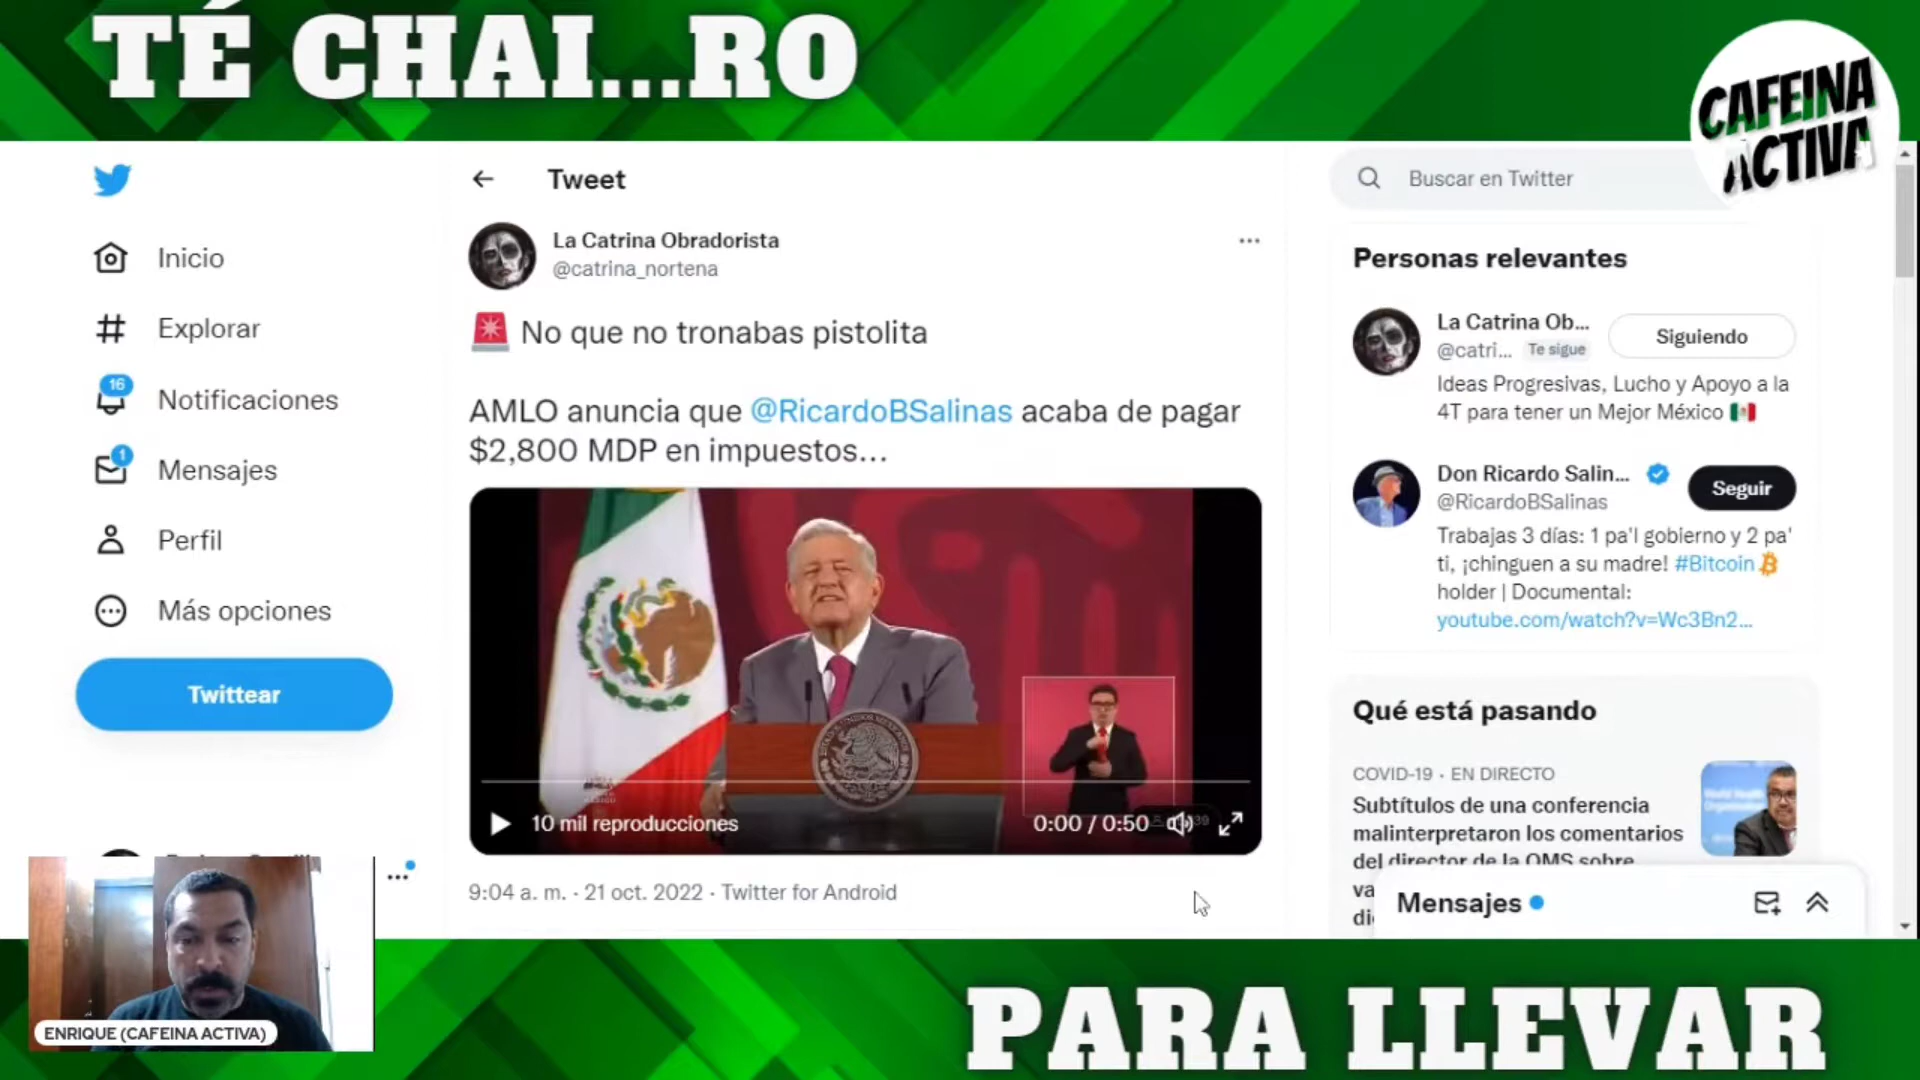 TÉ CHAI...RO
CAFEINA
ACTIVA
Inicio
Explorar
16
Notificaciones
1
Mensajes
Perfil
Más opciones
Twittear
Tweet
La Catrina Obradorista
@catrina_nortena
No que no tronabas pistolita
AMLO anuncia que @RicardoBSalinas acaba de pagar
$2,800 MDP en impuestos...
10 mil reproducciones
0:00 / 0:50
9:04 a. m. · 21 oct. 2022 · Twitter for Android
Buscar en Twitter
Personas relevantes
La Catrina Ob...
@catri... Te sigue
Siguiendo
Ideas Progresivas, Lucho y Apoyo a la
4T para tener un Mejor México
Don Ricardo Salin...
@RicardoBSalinas
Seguir
Trabajas 3 días: 1 pa'l gobierno y 2 pa'
ti, ¡chinguen a su madre! #Bitcoin
holder | Documental:
youtube.com/watch?v=Wc3Bn2...
Qué está pasando
COVID-19 · EN DIRECTO
Subtítulos de una conferencia
malinterpretaron los comentarios
del director de la OMS sobre
Mensajes
ENRIQUE (CAFEINA ACTIVA)
PARA LLEVAR